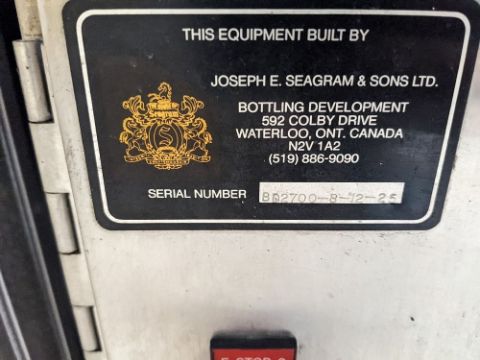 THIS EQUIPMENT BUILT BY
JOSEPH E. SEAGRAM & SONS LTD.
Seagram
BOTTLING DEVELOPMENT
592 COLBY DRIVE
WATERLOO, ONT. CANADA
N2V 1A2
(519) 886-9090
SERIAL NUMBER